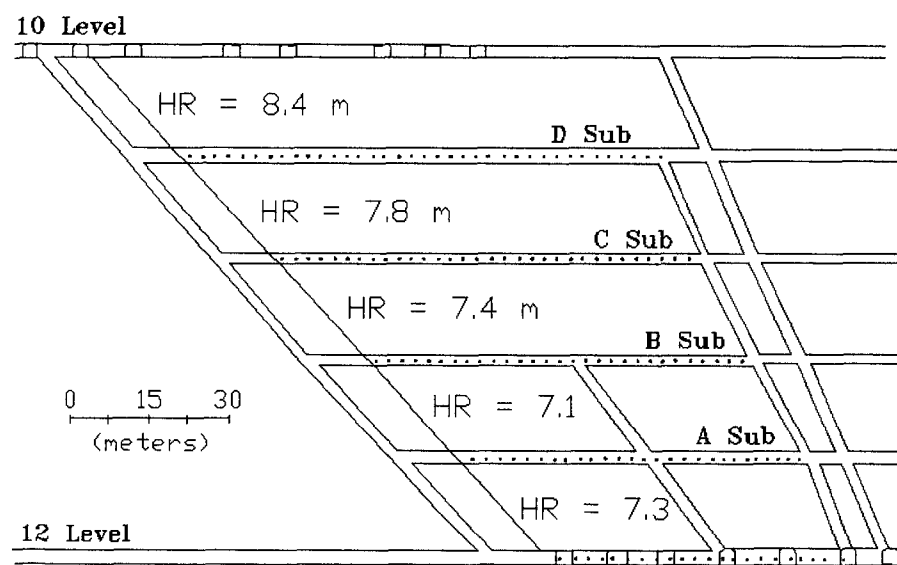 10 Level
HR = 8.4 m
D Sub
HR = 7.8 m
C Sub
HR = 7.4 m
B Sub
0 15 30
(meters)
HR = 7.1
A Sub
HR = 7.3
12 Level